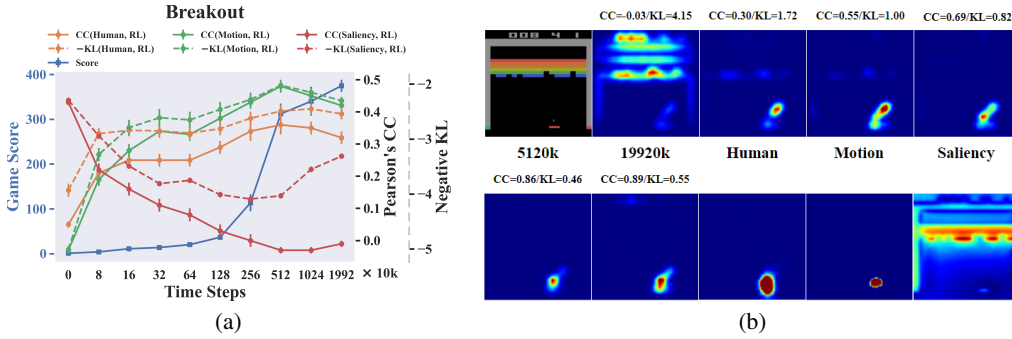 Breakout
CC(Human, RL) CC(Motion, RL) CC(Saliency, RL)
−KL(Human, RL) −KL(Motion, RL) −KL(Saliency, RL)
Score
400
300
200
100
0
Game Score
0.5
0.4
0.3
0.2
0.1
0.0
Pearson's CC
−2
−3
−4
−5
Negative KL
0 8 16 32 64 128 256 512 1024 1992 × 10k
Time Steps
(a)
CC=-0.03/KL=4.15 CC=0.30/KL=1.72 CC=0.55/KL=1.00 CC=0.69/KL=0.82
008 4 1
5120k 19920k Human Motion Saliency
CC=0.86/KL=0.46 CC=0.89/KL=0.55
(b)